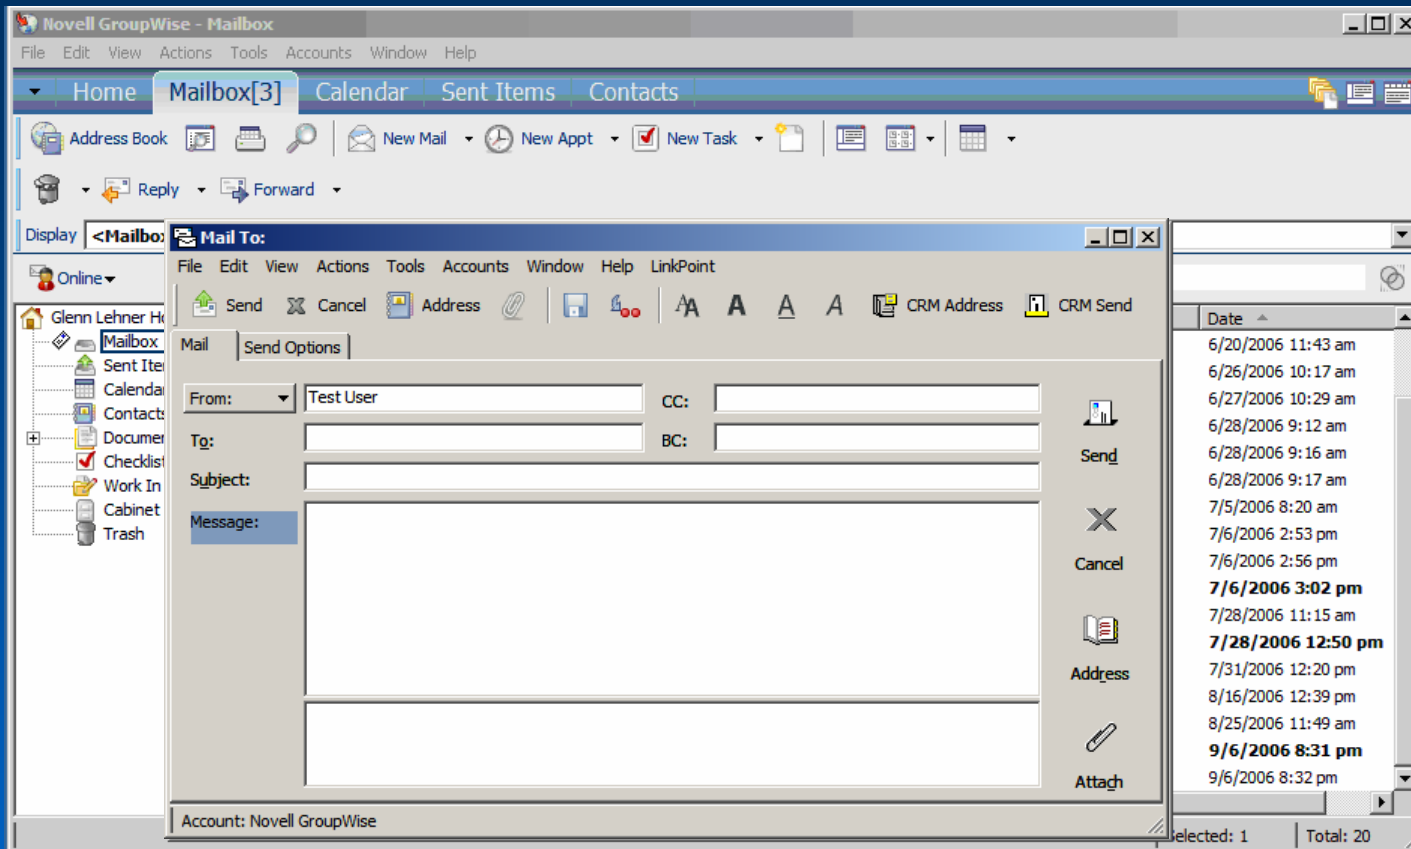 Novell GroupWise - Mailbox
File Edit View Actions Tools Accounts Window Help
Home Mailbox[3] Calendar Sent Items Contacts
Address Book New Mail New Appt New Task
Reply Forward
Display <Mailbo
Online
Glenn Lehner Ho
Mailbox
Sent Ite
Calenda
Contacts
Documen
Checklist
Work In
Cabinet
Trash
Mail To:
File Edit View Actions Tools Accounts Window Help LinkPoint
Send Cancel Address CRM Address CRM Send
Mail Send Options
From: Test User CC:
To: BC:
Subject:
Message:
Send
Cancel
Address
Attach
Account: Novell GroupWise
Date
6/20/2006 11:43 am
6/26/2006 10:17 am
6/27/2006 10:29 am
6/28/2006 9:12 am
6/28/2006 9:16 am
6/28/2006 9:17 am
7/5/2006 8:20 am
7/6/2006 2:53 pm
7/6/2006 2:56 pm
7/6/2006 3:02 pm
7/28/2006 11:15 am
7/28/2006 12:50 pm
7/31/2006 12:20 pm
8/16/2006 12:39 pm
8/25/2006 11:49 am
9/6/2006 8:31 pm
9/6/2006 8:32 pm
elected: 1 Total: 20